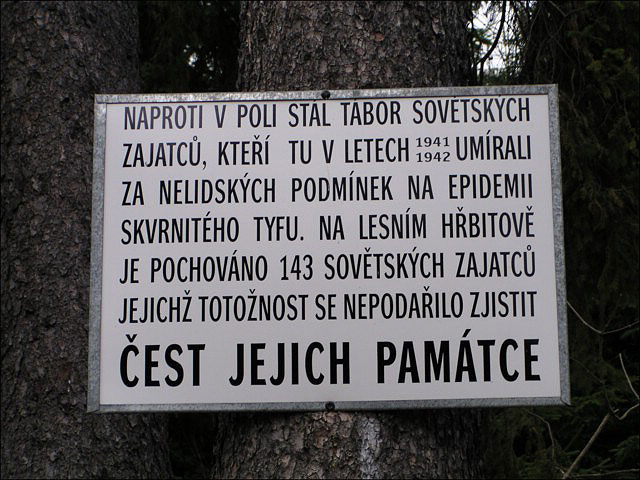 NAPROTI V POLI STÁL TÁBOR SOVĚTSKÝCH
ZAJATCŮ, KTEŘÍ TU V LETECH 1941 1942 UMÍRALI
ZA NELIDSKÝCH PODMÍNEK NA EPIDEMII
SKVRNITÉHO TYFU. NA LESNÍM HŘBITOVĚ
JE POCHOVÁNO 143 SOVĚTSKÝCH ZAJATCŮ
JEJICHŽ TOTOŽNOST SE NEPODAŘILO ZJISTIT
ČEST JEJICH PAMÁTCE